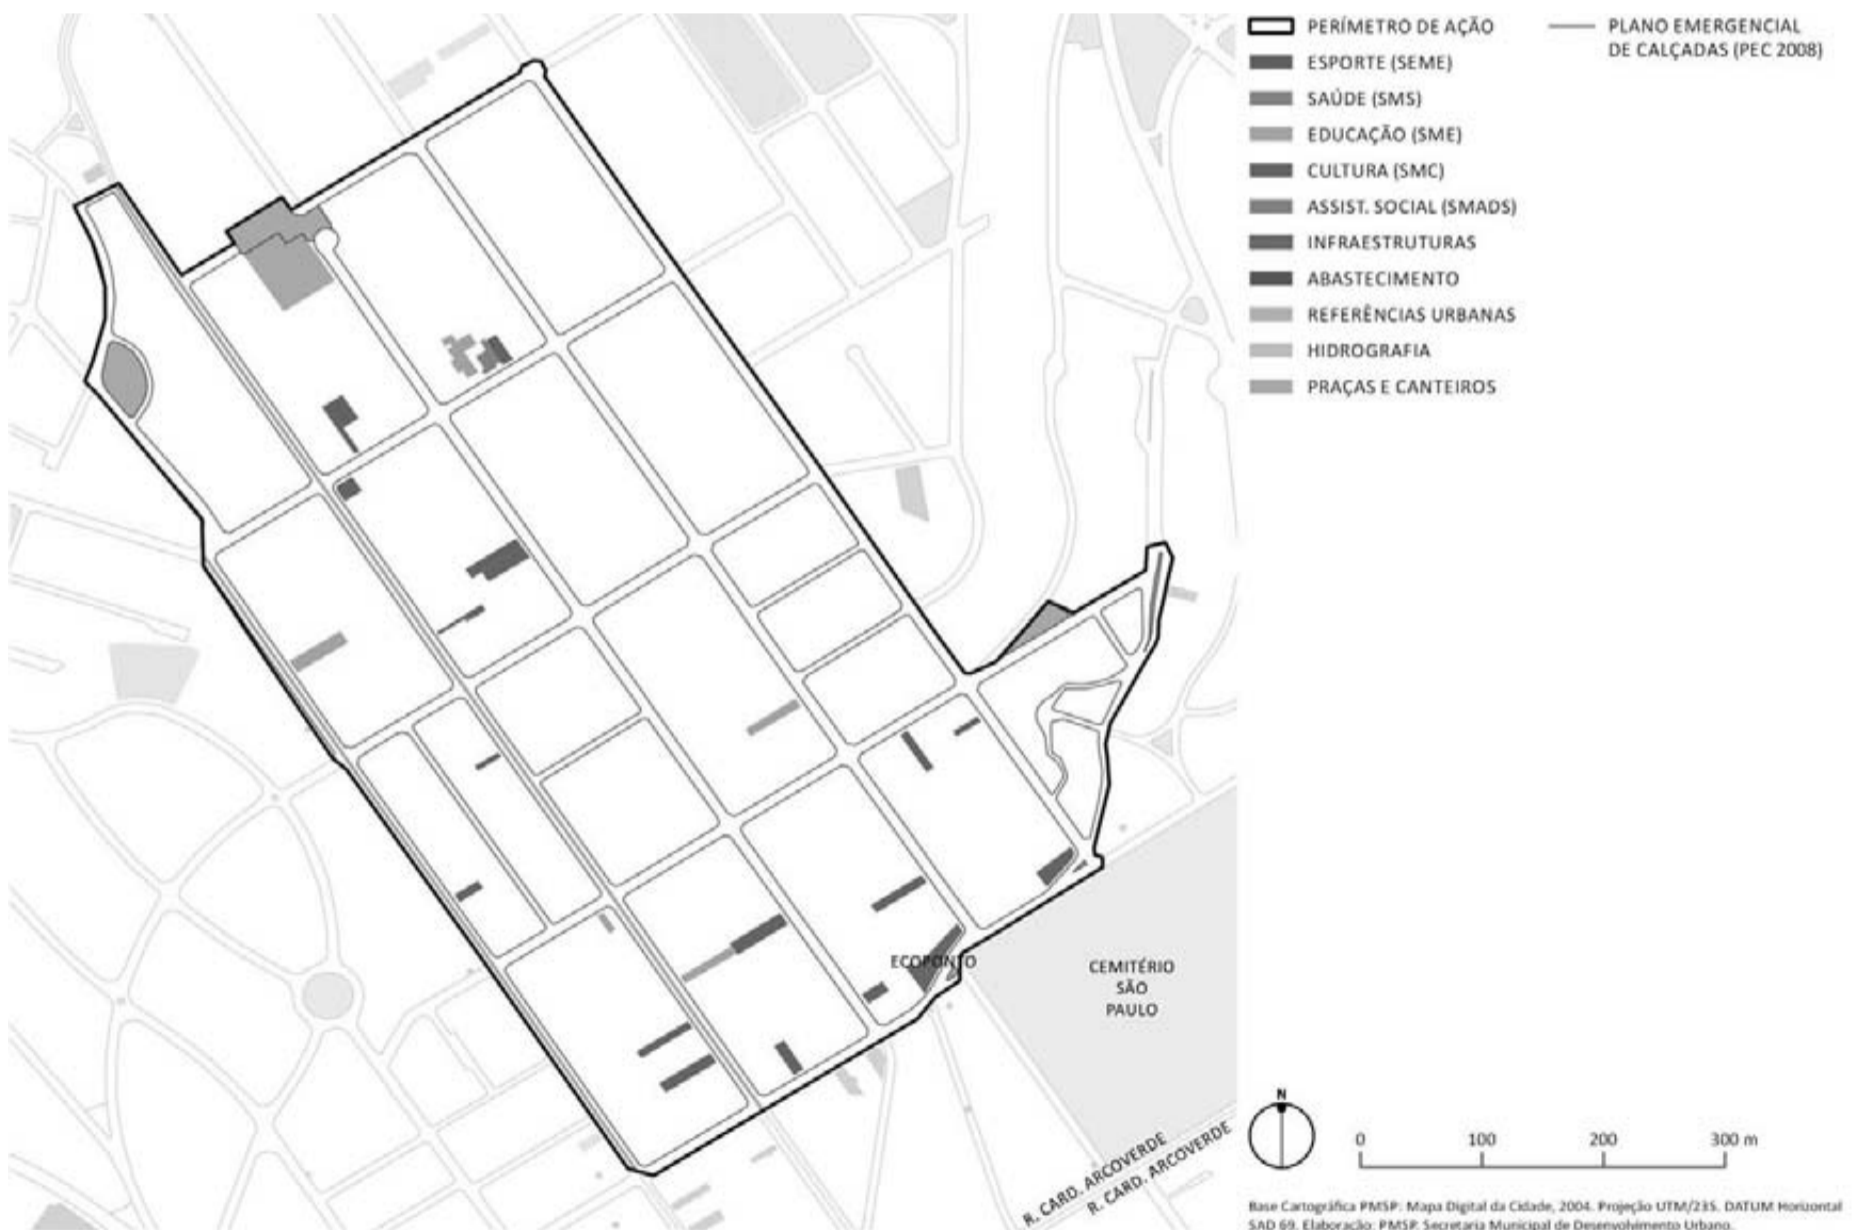 PERÍMETRO DE AÇÃO
ESPORTE (SEME)
SAÚDE (SMS)
EDUCAÇÃO (SME)
CULTURA (SMC)
ASSIST. SOCIAL (SMADS)
INFRAESTRUTURAS
ABASTECIMENTO
REFERÊNCIAS URBANAS
HIDROGRAFIA
PRAÇAS E CANTEIROS
PLANO EMERGENCIAL
DE CALÇADAS (PEC 2008)
ECOPONTO
CEMITÉRIO
SÃO
PAULO
R. CARD. ARCOVERDE
R. CARD. ARCOVERDE
N
0 100 200 300 m
Base Cartográfica PMSP: Mapa Digital da Cidade, 2004. Projeção UTM/23S. DATUM Horizontal
SAD 69. Elaboração: PMSP. Secretaria Municipal de Desenvolvimento Urbano.